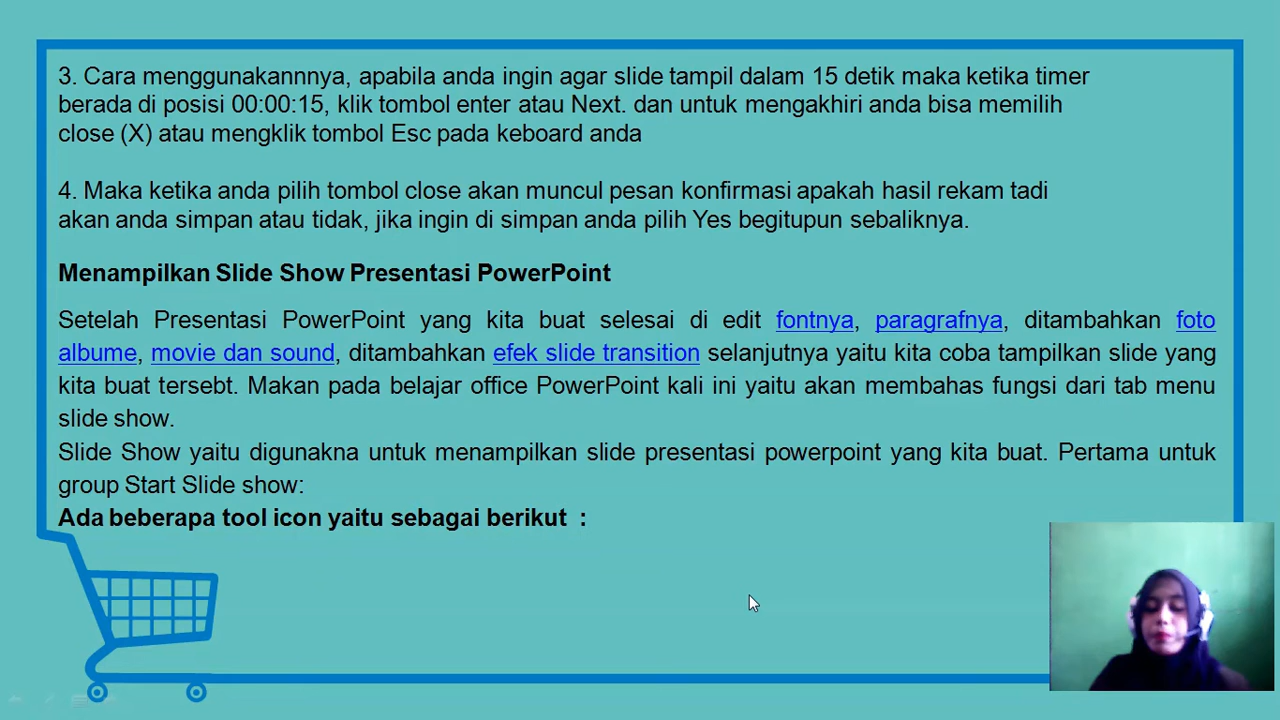 3. Cara menggunakannnya, apabila anda ingin agar slide tampil dalam 15 detik maka ketika timer
berada di posisi 00:00:15, klik tombol enter atau Next. dan untuk mengakhiri anda bisa memilih
close (X) atau mengklik tombol Esc pada keboard anda
4. Maka ketika anda pilih tombol close akan muncul pesan konfirmasi apakah hasil rekam tadi
akan anda simpan atau tidak, jika ingin di simpan anda pilih Yes begitupun sebaliknya.
Menampilkan Slide Show Presentasi PowerPoint
Setelah Presentasi PowerPoint yang kita buat selesai di edit fontnya, paragrafnya, ditambahkan foto
albume, movie dan sound, ditambahkan efek slide transition selanjutnya yaitu kita coba tampilkan slide yang
kita buat tersebt. Makan pada belajar office PowerPoint kali ini yaitu akan membahas fungsi dari tab menu
slide show.
Slide Show yaitu digunakna untuk menampilkan slide presentasi powerpoint yang kita buat. Pertama untuk
group Start Slide show:
Ada beberapa tool icon yaitu sebagai berikut :